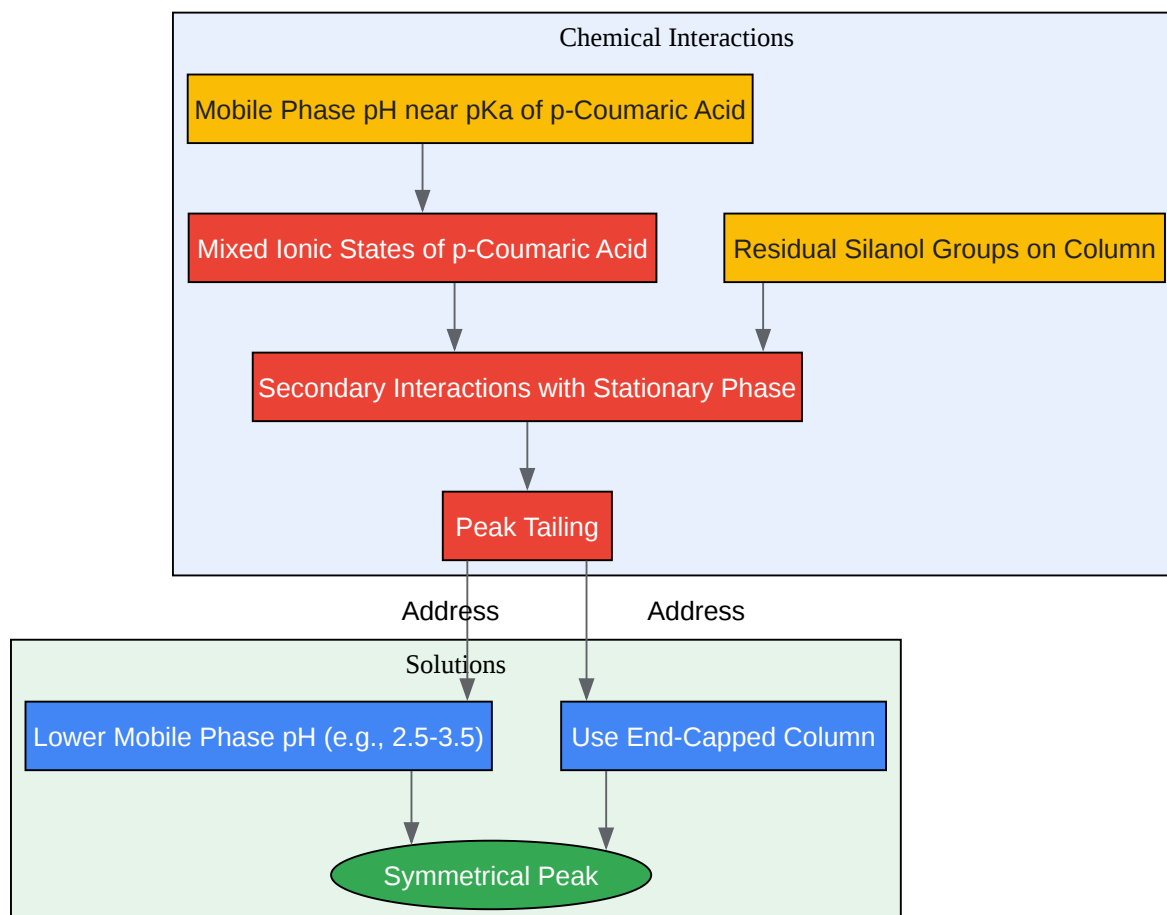 Chemical Interactions
Mobile Phase pH near pKa of p-Coumaric Acid
Mixed Ionic States of p-Coumaric Acid
Residual Silanol Groups on Column
Secondary Interactions with Stationary Phase
Peak Tailing
Address
Address
Solutions
Lower Mobile Phase pH (e.g., 2.5-3.5)
Use End-Capped Column
Symmetrical Peak